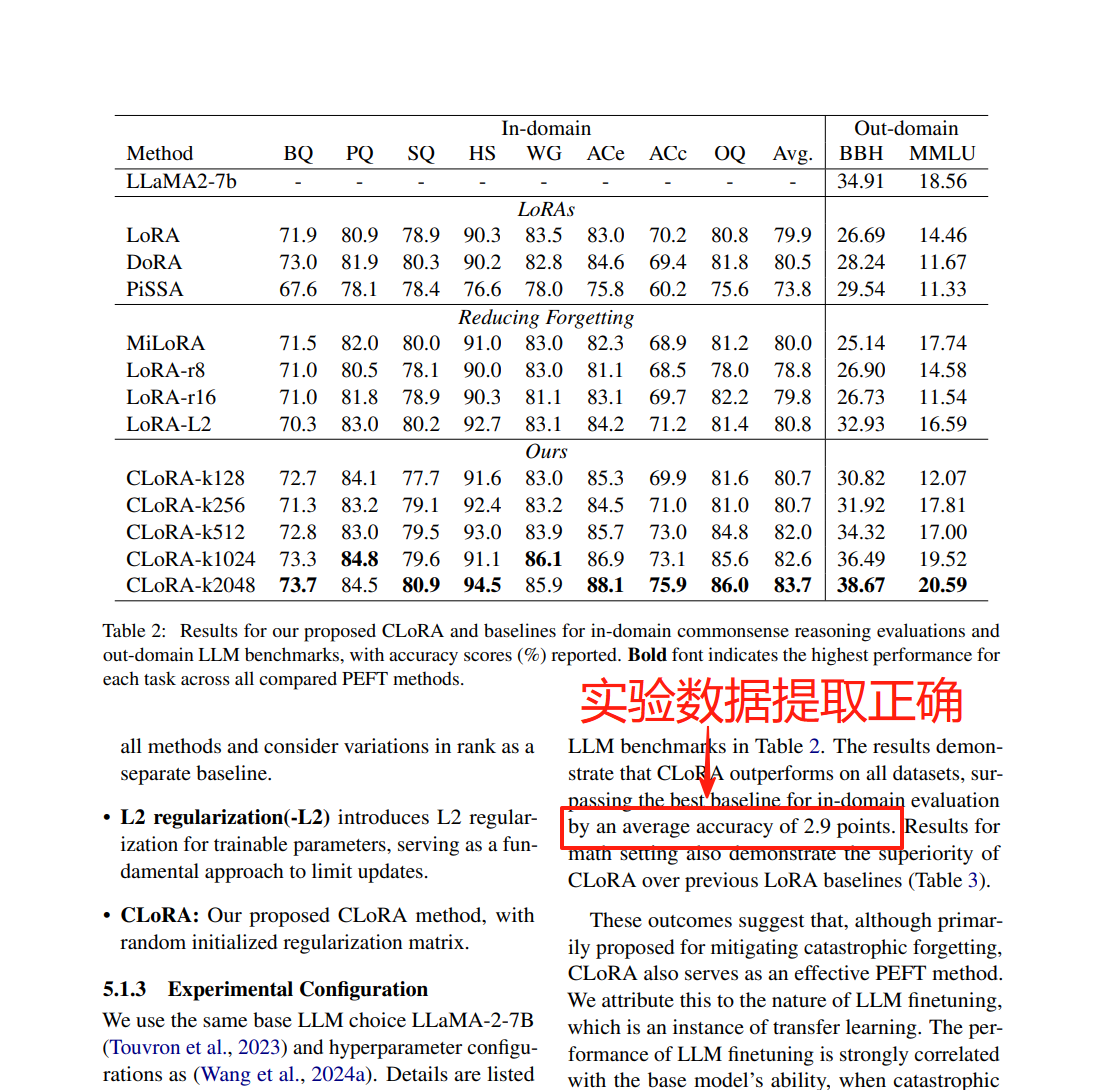 In-domain Out-domain
Method BQ PQ SQ HS WG ACe ACc OQ Avg. BBH MMLU
LLaMA2-7b - - - - - - - - - 34.91 18.56
LoRAs
LoRA 71.9 80.9 78.9 90.3 83.5 83.0 70.2 80.8 79.9 26.69 14.46
DoRA 73.0 81.9 80.3 90.2 82.8 84.6 69.4 81.8 80.5 28.24 11.67
PiSSA 67.6 78.1 78.4 76.6 78.0 75.8 60.2 75.6 73.8 29.54 11.33
Reducing Forgetting
MiLoRA 71.5 82.0 80.0 91.0 83.0 82.3 68.9 81.2 80.0 25.14 17.74
LoRA-r8 71.0 80.5 78.1 90.0 83.0 81.1 68.5 78.0 78.8 26.90 14.58
LoRA-r16 71.0 81.8 78.9 90.3 81.1 83.1 69.7 82.2 79.8 26.73 11.54
LoRA-L2 70.3 83.0 80.2 92.7 83.1 84.2 71.2 81.4 80.8 32.93 16.59
Ours
CLoRA-k128 72.7 84.1 77.7 91.6 83.0 85.3 69.9 81.6 80.7 30.82 12.07
CLoRA-k256 71.3 83.2 79.1 92.4 83.2 84.5 71.0 81.0 80.7 31.92 17.81
CLoRA-k512 72.8 83.0 79.5 93.0 83.9 85.7 73.0 84.8 82.0 34.32 17.00
CLoRA-k1024 73.3 84.8 79.6 91.1 86.1 86.9 73.1 85.6 82.6 36.49 19.52
CLoRA-k2048 73.7 84.5 80.9 94.5 85.9 88.1 75.9 86.0 83.7 38.67 20.59
Table 2: Results for our proposed CLoRA and baselines for in-domain commonsense reasoning evaluations and
out-domain LLM benchmarks, with accuracy scores (%) reported. Bold font indicates the highest performance for
each task across all compared PEFT methods.
all methods and consider variations in rank as a
separate baseline.
• L2 regularization(-L2) introduces L2 regular-
ization for trainable parameters, serving as a fun-
damental approach to limit updates.
• CLoRA: Our proposed CLoRA method, with
random initialized regularization matrix.
5.1.3 Experimental Configuration
We use the same base LLM choice LLaMA-2-7B
(Touvron et al., 2023) and hyperparameter configu-
rations as (Wang et al., 2024a). Details are listed
实验数据提取正确
LLM benchmarks in Table 2. The results demon-
strate that CLoRA outperforms on all datasets, sur-
passing the best baseline for in-domain evaluation
by an average accuracy of 2.9 points. Results for
math setting also demonstrate the superiority of
CLoRA over previous LoRA baselines (Table 3).
These outcomes suggest that, although primar-
ily proposed for mitigating catastrophic forgetting,
CLoRA also serves as an effective PEFT method.
We attribute this to the nature of LLM finetuning,
which is an instance of transfer learning. The per-
formance of LLM finetuning is strongly correlated
with the base model's ability, when catastrophic